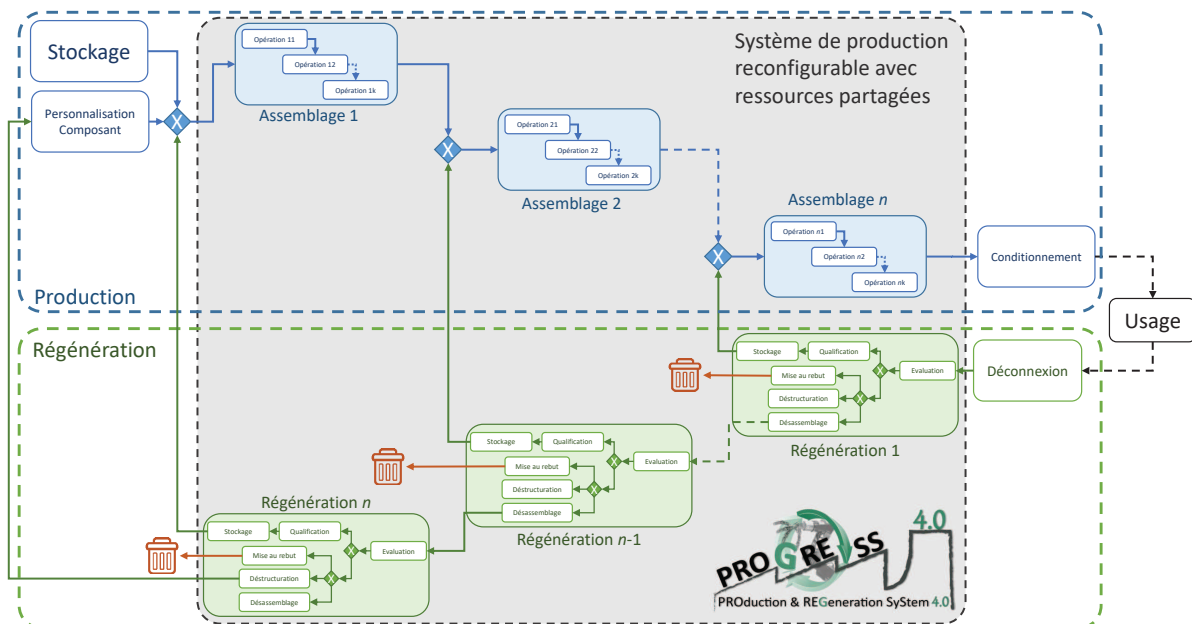 Stockage
Personnalisation
Composant
X
Opération 11
Opération 12
Opération 1k
Assemblage 1
Système de production
reconfigurable avec
ressources partagées
X
Opération 21
Opération 22
Opération 2k
Assemblage 2
Assemblage n
X
Opération n1
Opération n2
Opération nk
Conditionnement
Production
Usage
Régénération
Stockage
Qualification
Mise au rebut
Déstructuration
Désassemblage
X
X
Evaluation
Régénération 1
Déconnexion
Stockage
Qualification
Mise au rebut
Déstructuration
Désassemblage
X
X
Evaluation
Régénération n-1
Régénération n
Stockage
Qualification
Mise au rebut
Déstructuration
Désassemblage
X
X
Evaluation
PROGRESS
4.0
PROduction & REGeneration SyStem 4.0